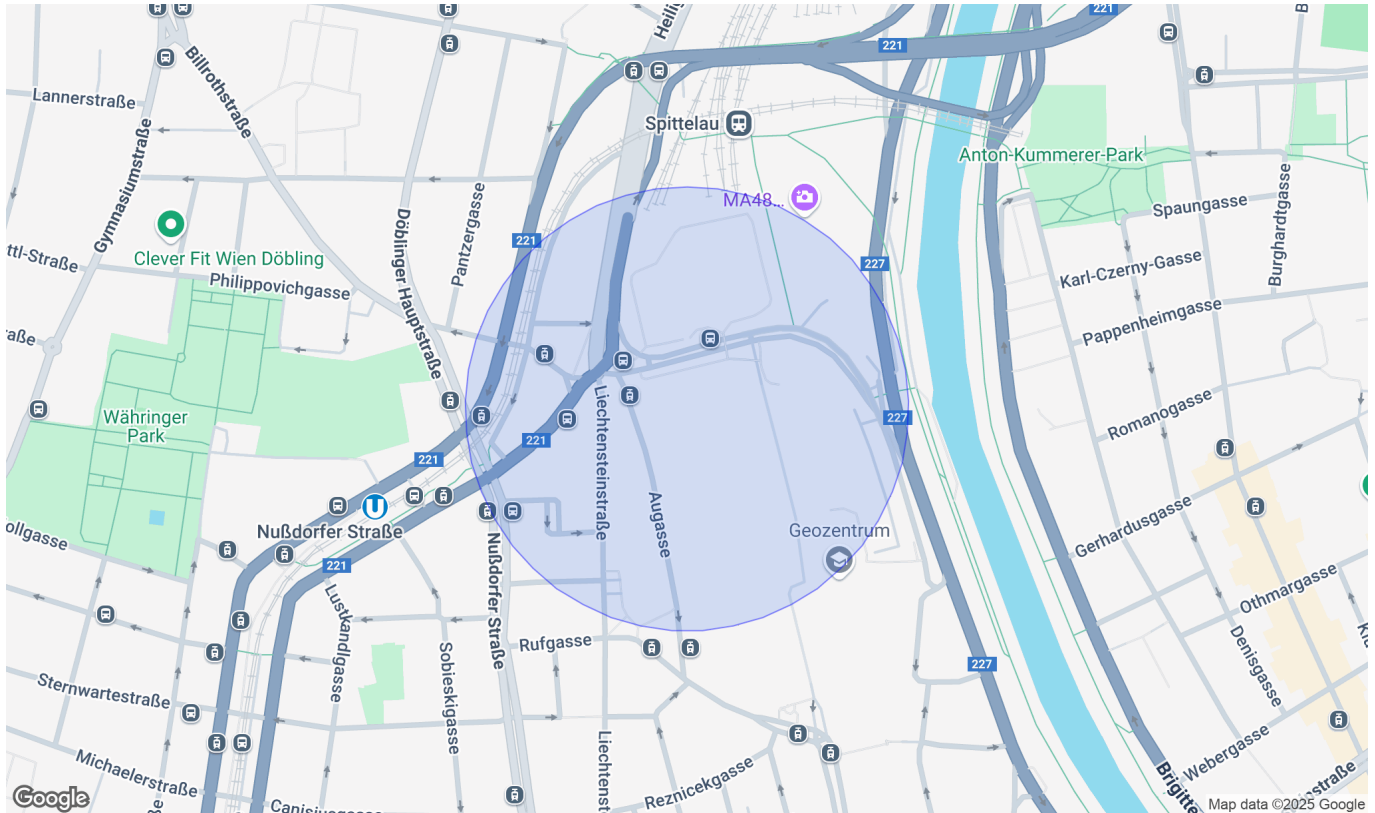 221
221
Heilig
Lannerstraße
Billrothstraße
Gymnasiumstraße
Spittelau
Anton-Kummerer-Park
MA48...
Pantzergasse
Döblinger Hauptstraße
Spaungasse
Burghardtgasse
221
Clever Fit Wien Döbling
ttl-Straße
Philippovichgasse
227
Karl-Czerny-Gasse
Pappenheimgasse
raße
Währinger
Park
Liechtensteinstraße
Romanogasse
227
221
221
Augasse
ollgasse
Nußdorfer Straße
Geozentrum
Gerhardusgasse
221
Nußdorfer Straße
Lustkandlgasse
Othmargasse
Sobieskigasse
Rufgasse
Denisgasse
227
Sternwartestraße
Webergasse
Michaelerstraße
Liechtenst
Reznicekgasse
Brigitte
Canisiusgasse
Google
Map data ©2025 Google